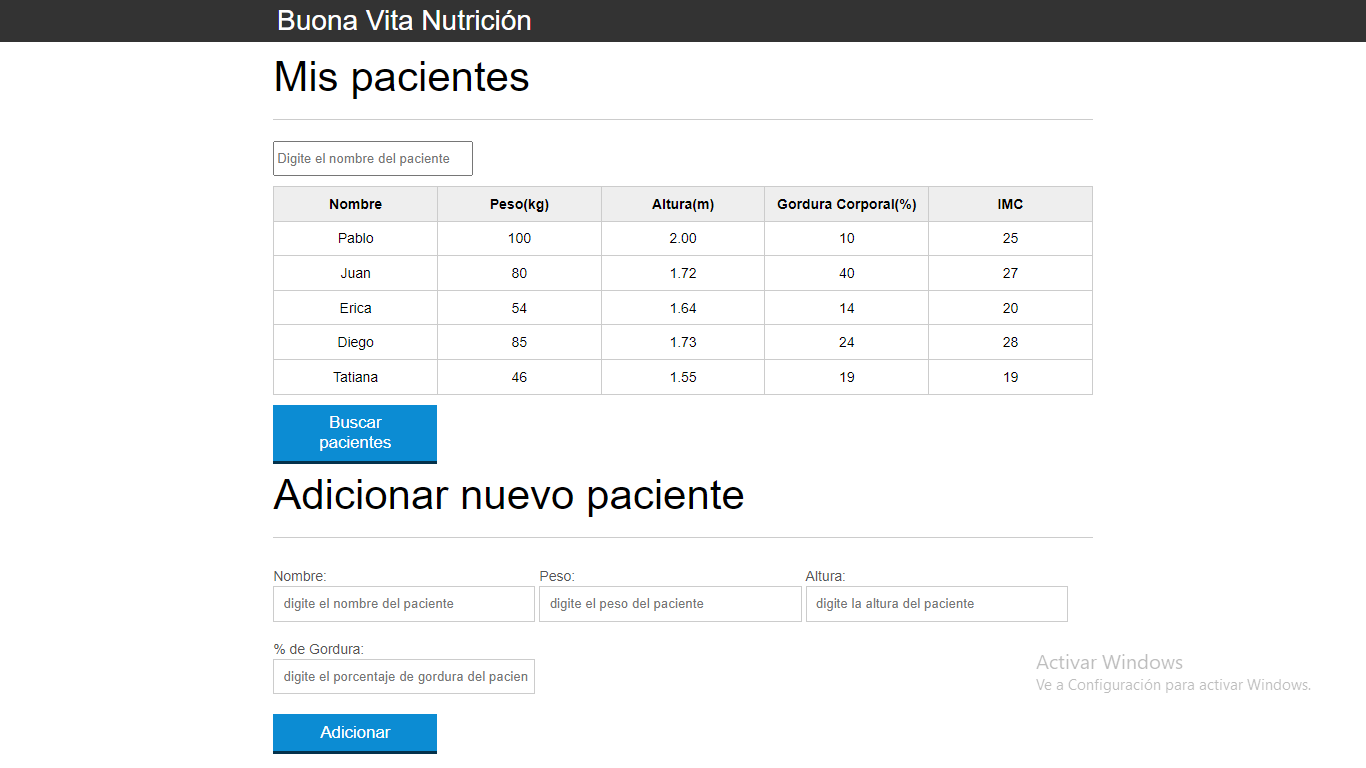 Buona Vita Nutrición
Mis pacientes
Digite el nombre del paciente
Nombre Peso(kg) Altura(m) Gordura Corporal(%) IMC
Pablo 100 2.00 10 25
Juan 80 1.72 40 27
Erica 54 1.64 14 20
Diego 85 1.73 24 28
Tatiana 46 1.55 19 19
Buscar
pacientes
Adicionar nuevo paciente
Nombre: Peso: Altura:
digite el nombre del paciente digite el peso del paciente digite la altura del paciente
% de Gordura:
digite el porcentaje de gordura del pacien
Activar Windows
Ve a Configuración para activar Windows.
Adicionar